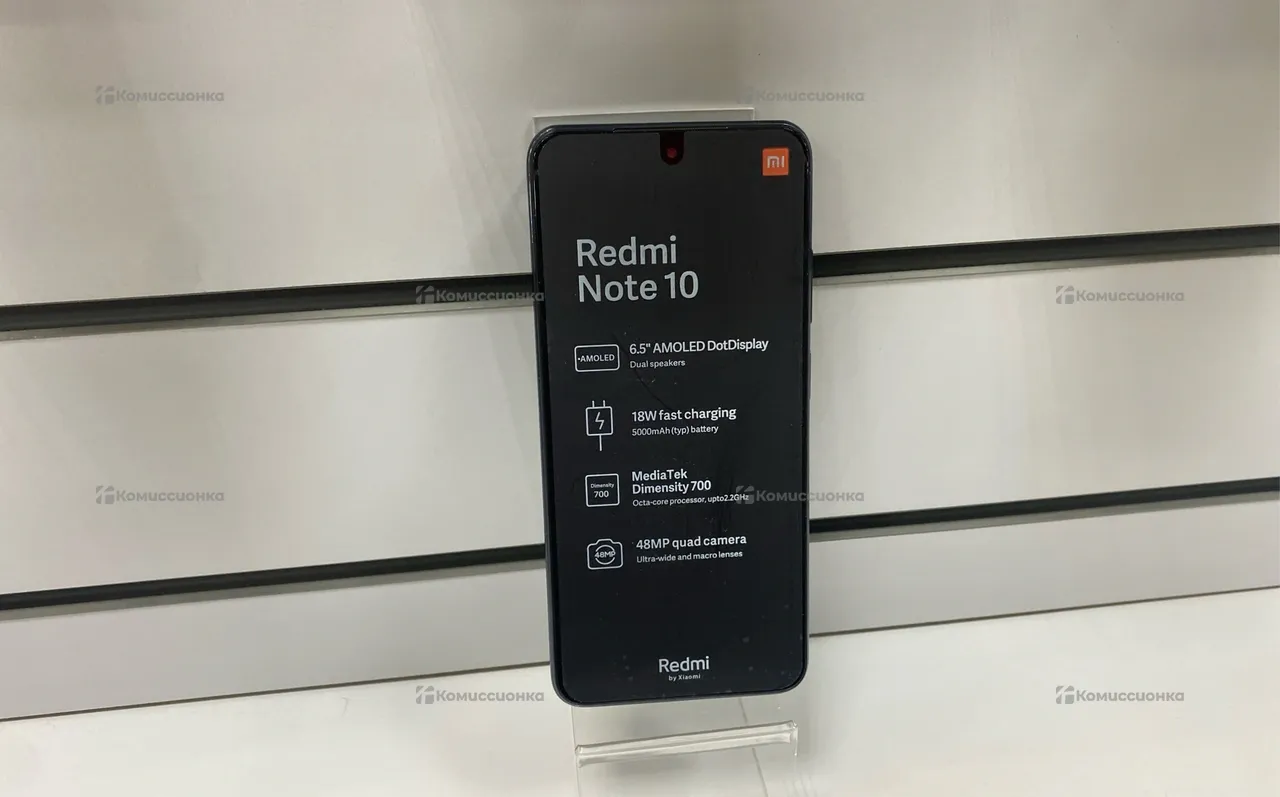 Комиссионка
Комиссионка
mi
Redmi
Note 10
Комиссионка
Комиссионка
AMOLED
6.5" AMOLED DotDisplay
Dual speakers
18W fast charging
5000mAh (typ) battery
MediaTek
Dimensity 700
Dimensity
700
Octa-core processor, upto2.2GHz
Комиссионка
Комиссионка
48MP
48MP quad camera
Ultra-wide and macro lenses
Redmi
by Xiaomi
Комиссионка
Комиссионка